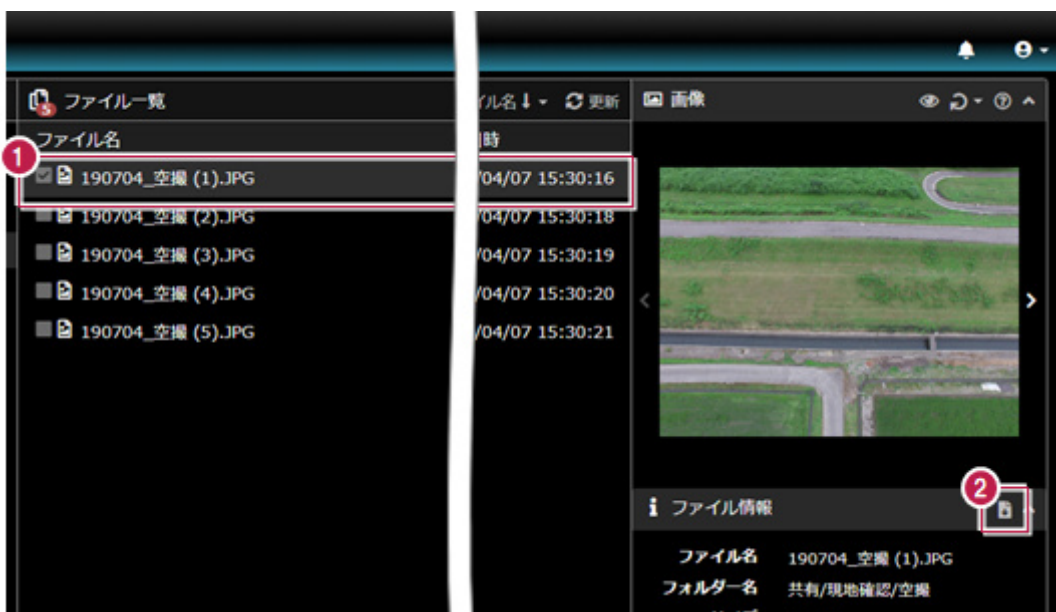 5 ファイル一覧
イル名 更新
画像
ファイル名
時
1
190704_空撮 (1).JPG
/04/07 15:30:16
190704_空撮 (2).JPG
/04/07 15:30:18
190704_空撮 (3).JPG
/04/07 15:30:19
190704_空撮 (4).JPG
/04/07 15:30:20
190704_空撮 (5).JPG
/04/07 15:30:21
2
ファイル情報
ファイル名 190704_空撮 (1).JPG
フォルダー名 共有/現地確認/空撮